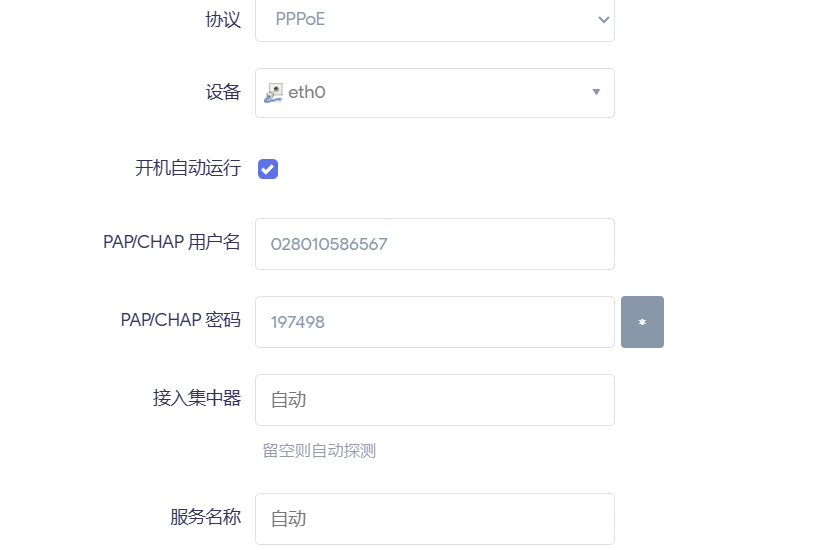 协议 PPPoE
设备 eth0
开机自动运行
PAP/CHAP 用户名 028010586567
PAP/CHAP 密码 197498 *
接入集中器 自动
留空则自动探测
服务名称 自动